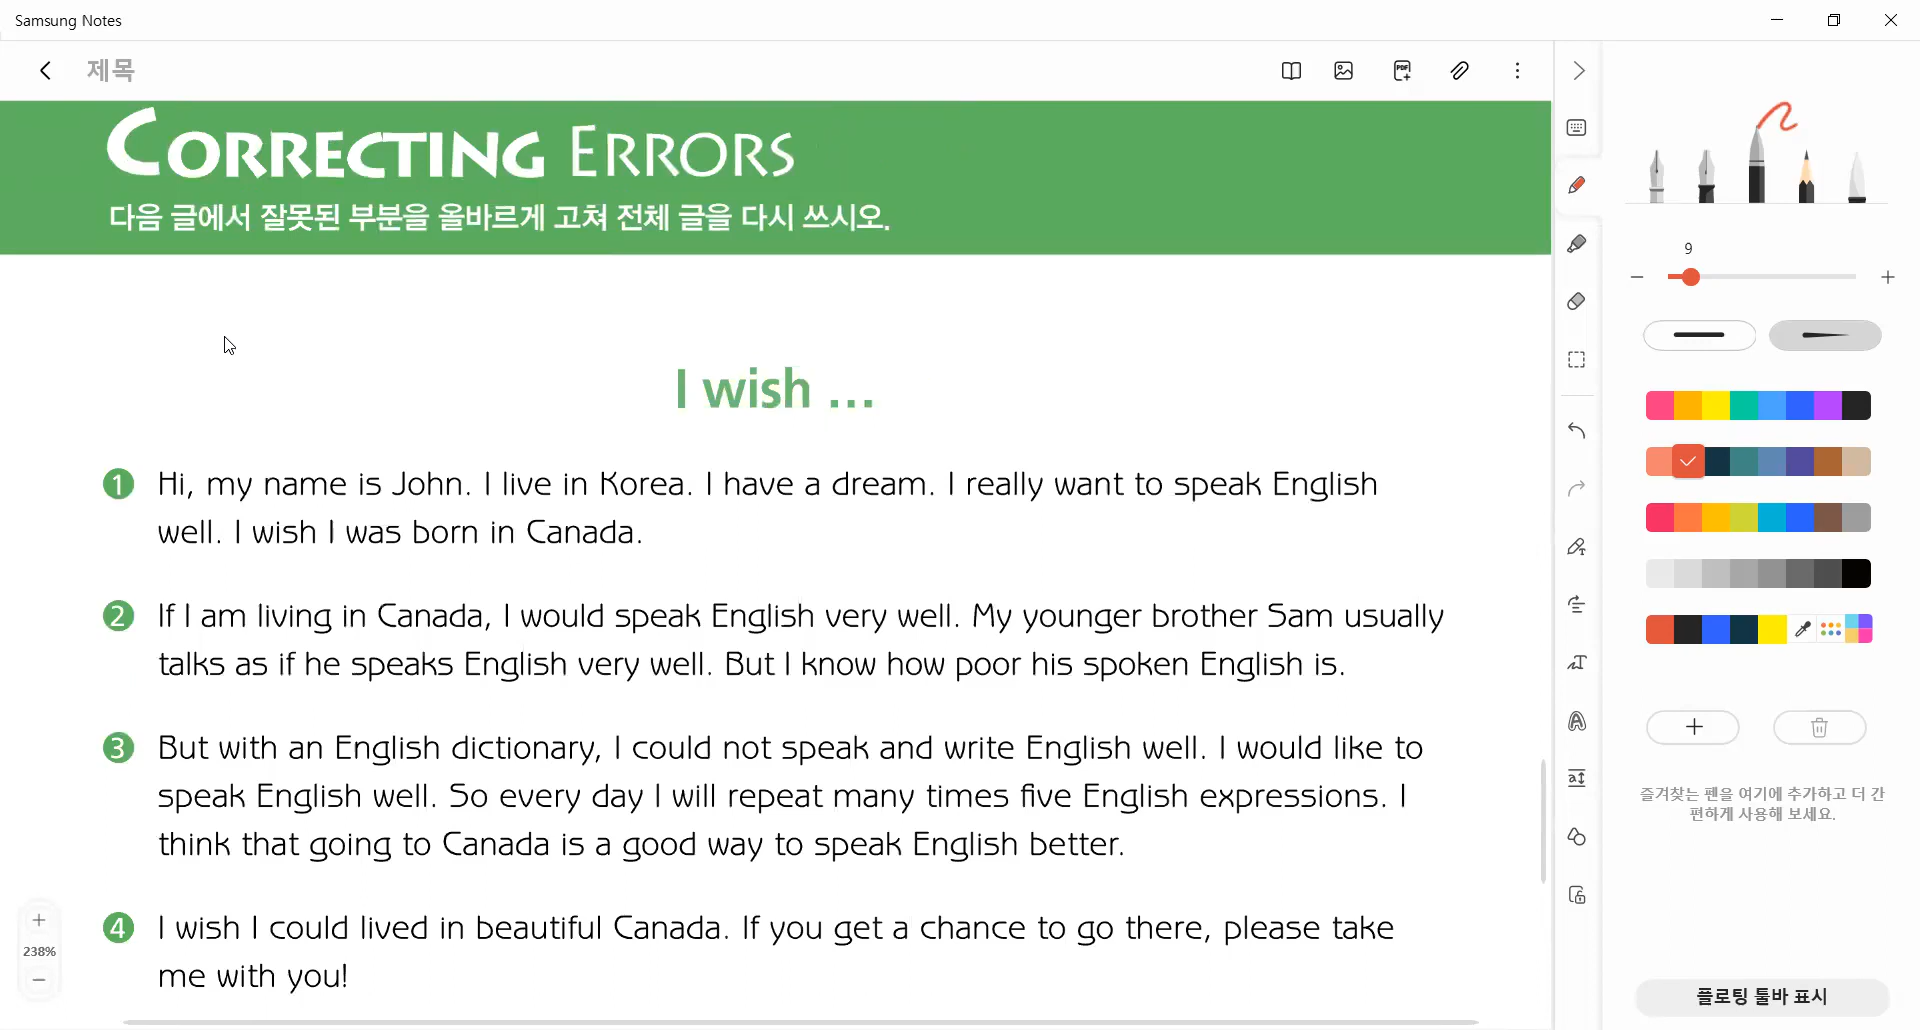 Samsung Notes
제목
CORRECTING ERRORS
다음 글에서 잘못된 부분을 올바르게 고쳐 전체 글을 다시 쓰시오.
I wish ...
1 Hi, my name is John. I live in Korea. I have a dream. I really want to speak English
well. I wish I was born in Canada.
2 If I am living in Canada, I would speak English very well. My younger brother Sam usually
talks as if he speaks English very well. But I know how poor his spoken English is.
3 But with an English dictionary, I could not speak and write English well. I would like to
speak English well. So every day I will repeat many times five English expressions. I
think that going to Canada is a good way to speak English better.
4 I wish I could lived in beautiful Canada. If you get a chance to go there, please take
me with you!
238%
PDF
9
즐겨찾는 펜을 여기에 추가하고 더 간
편하게 사용해 보세요.
플로팅 툴바 표시